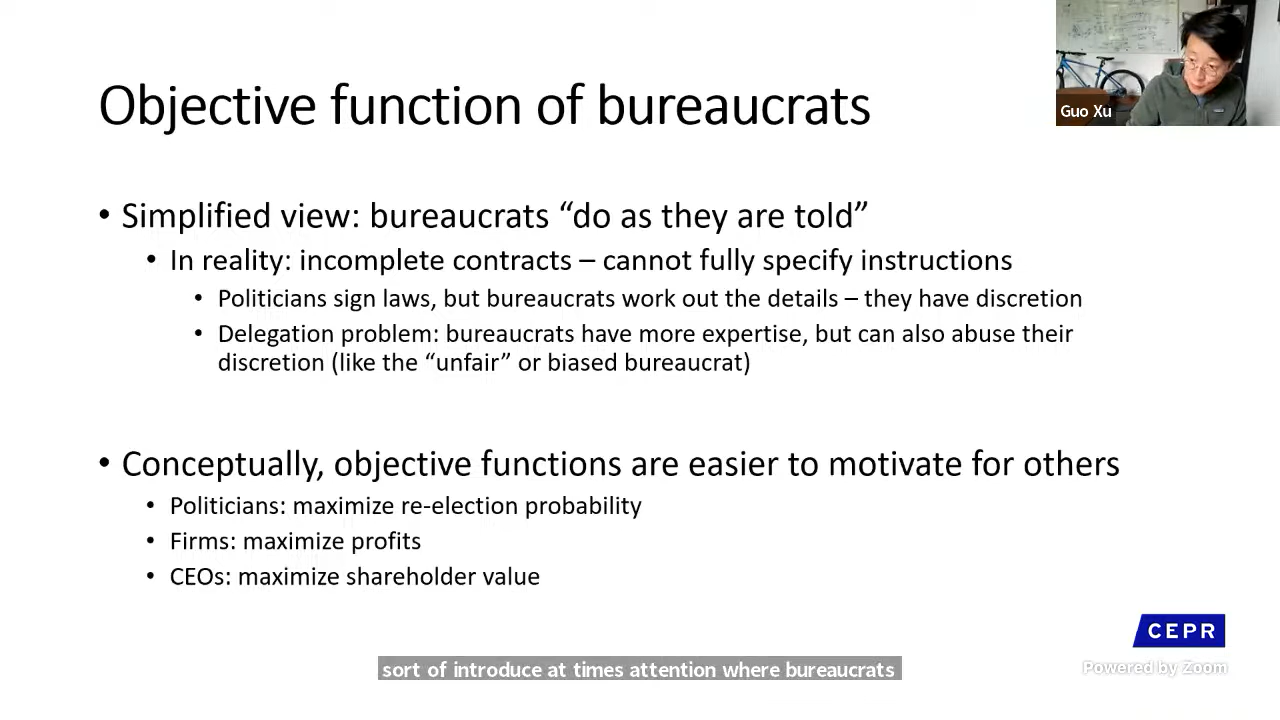 Objective function of bureaucrats
Guo Xu
• Simplified view: bureaucrats “do as they are told”
• In reality: incomplete contracts – cannot fully specify instructions
• Politicians sign laws, but bureaucrats work out the details – they have discretion
• Delegation problem: bureaucrats have more expertise, but can also abuse their
discretion (like the “unfair” or biased bureaucrat)
• Conceptually, objective functions are easier to motivate for others
• Politicians: maximize re-election probability
• Firms: maximize profits
• CEOs: maximize shareholder value
CEPR
Powered by Zoom
sort of introduce at times attention where bureaucrats